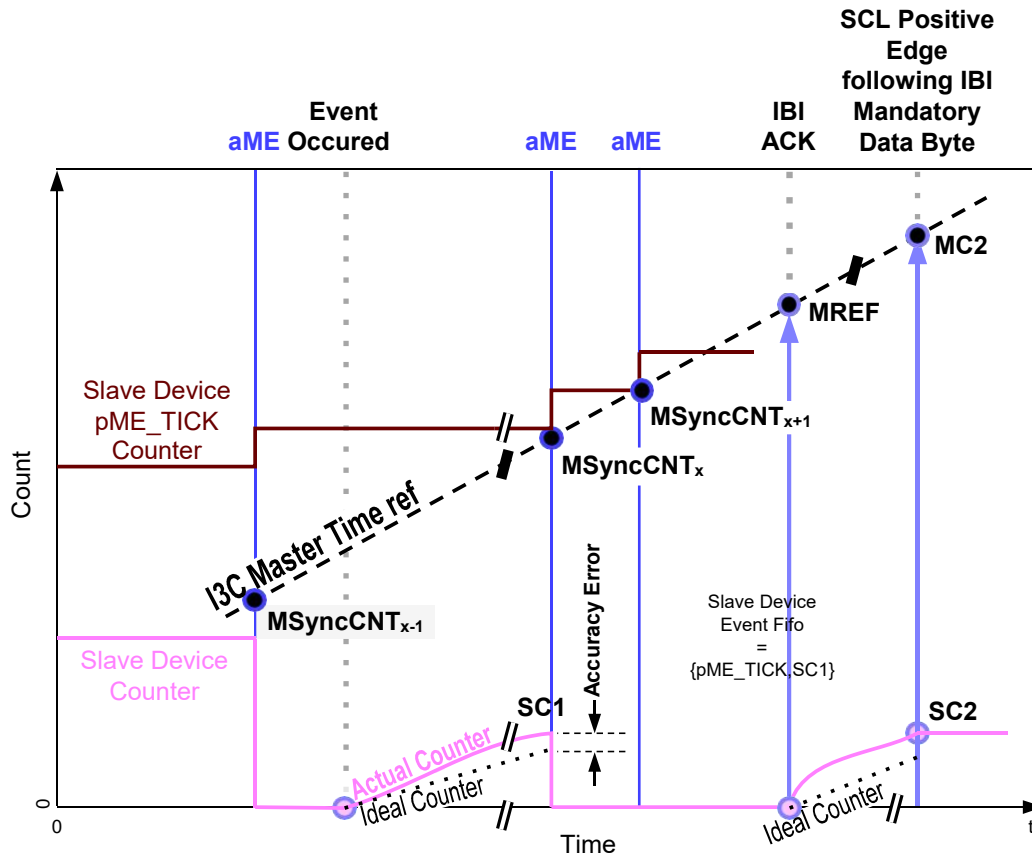 SCL Positive
Edge
following IBI
Mandatory
Data Byte
Event
Occured
IBI
ACK
aME
aME
aME
MC2
MREF
Slave Device
pME_TICK
Counter
MSyncCNTx+1
MSyncCNTx
I3C Master Time ref
Count
MSyncCNTx-1
Accuracy Error
Slave Device
Event Fifo
=
{pME_TICK,SC1}
Slave Device
Counter
SC1
SC2
Actual Counter
Ideal Counter
Ideal Counter
0
0
Time
t